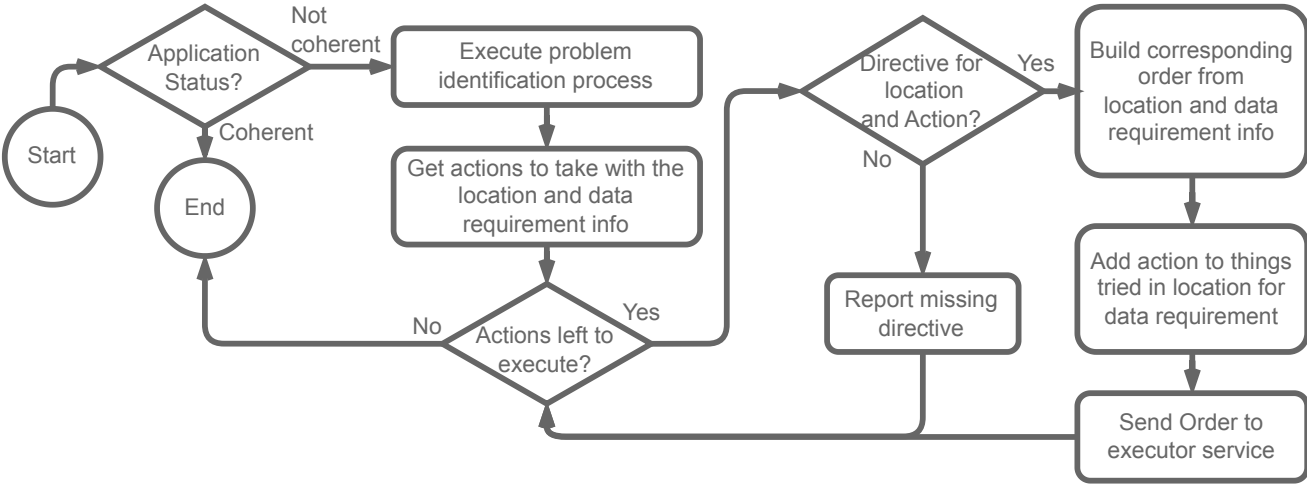 Start
Application
Status?
Not
coherent
Coherent
End
Execute problem
identification process
Get actions to take with the
location and data
requirement info
Actions left to
execute?
No
Yes
Directive for
location
and Action?
Yes
No
Report missing
directive
Build corresponding
order from
location and data
requirement info
Add action to things
tried in location for
data requirement
Send Order to
executor service